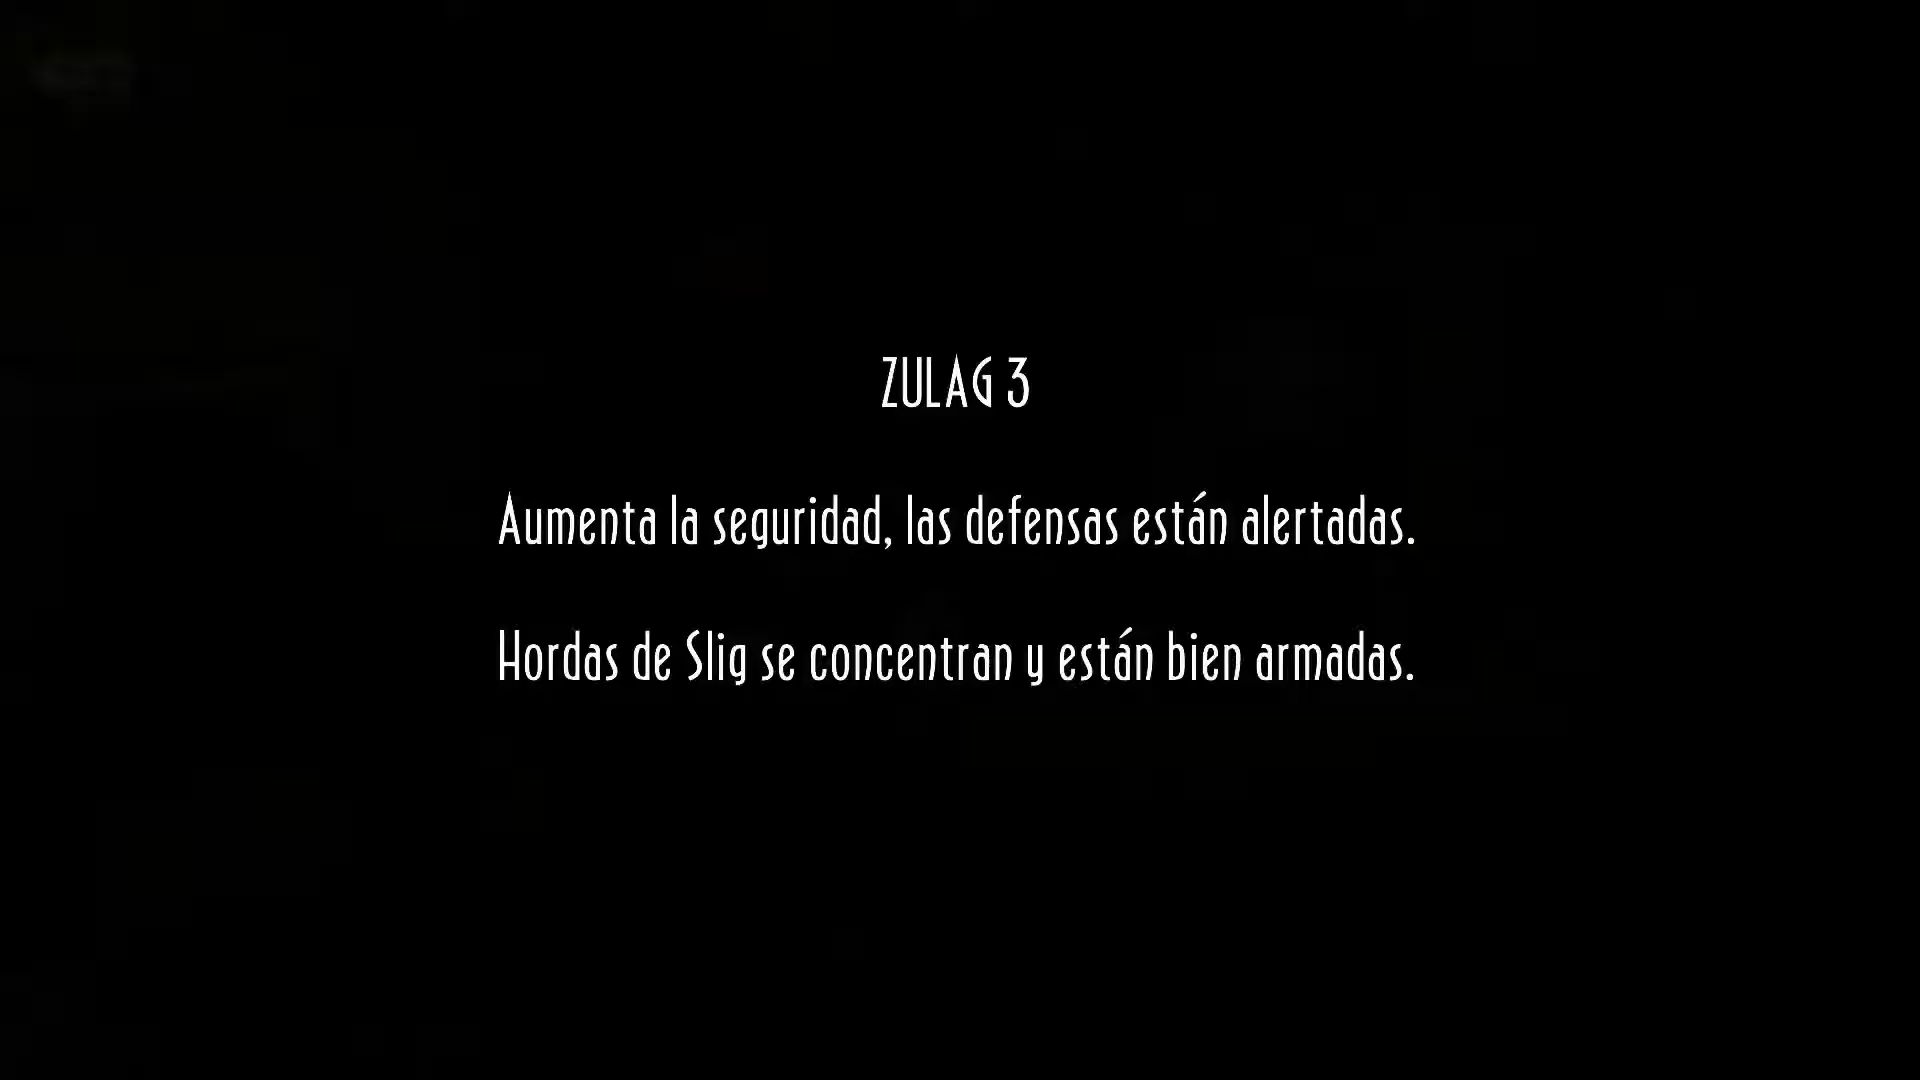 ZULAG 3
Aumenta la seguridad, las defensas están alertadas.
Hordas de Slig se concentran y están bien armadas.